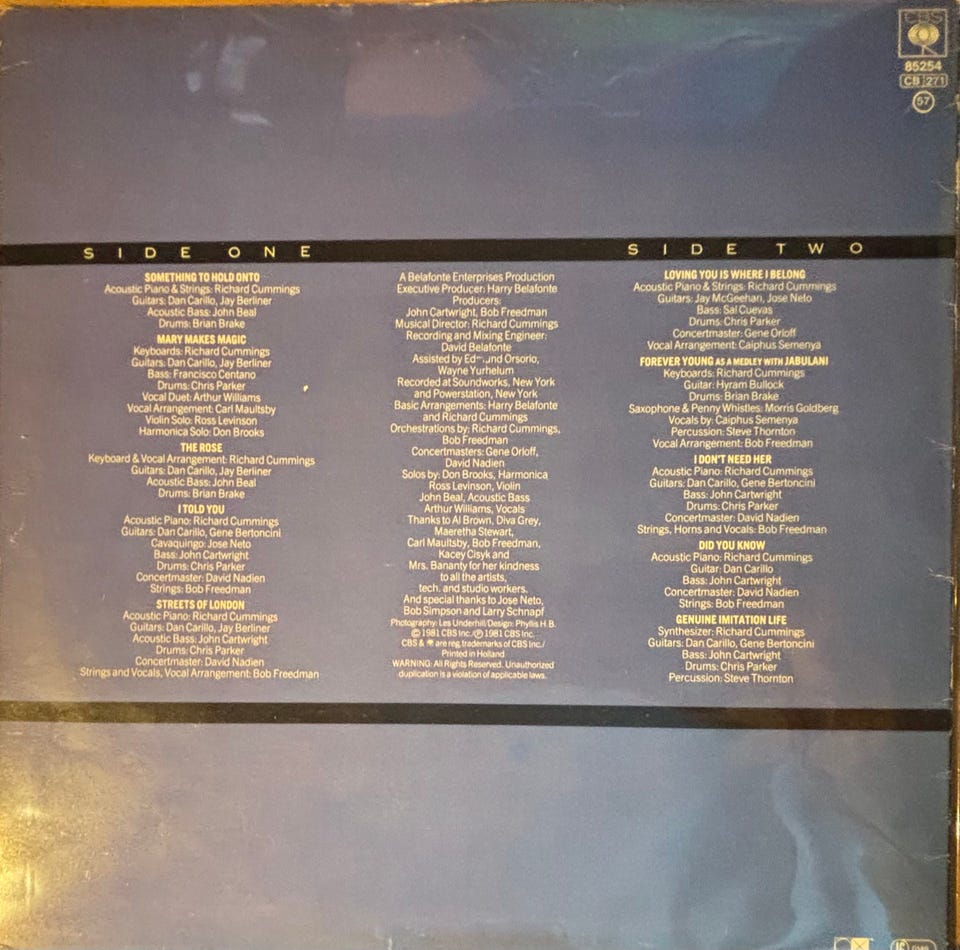 CBS
85254
CB 271
57
SIDE ONE
SOMETHING TO HOLD ONTO
Acoustic Piano & Strings: Richard Cummings
Guitars: Dan Carillo, Jay Berliner
Acoustic Bass: John Beal
Drums: Brian Brake
MARY MAKES MAGIC
Keyboards: Richard Cummings
Guitars: Dan Carillo, Jay Berliner
Bass: Francisco Centano
Drums: Chris Parker
Vocal Duet: Arthur Williams
Vocal Arrangement: Carl Maultsby
Violin Solo: Ross Levinson
Harmonica Solo: Don Brooks
THE ROSE
Keyboard & Vocal Arrangement: Richard Cummings
Guitars: Dan Carillo, Jay Berliner
Acoustic Bass: John Beal
Drums: Brian Brake
I TOLD YOU
Acoustic Piano: Richard Cummings
Guitars: Dan Carillo, Gene Bertoncini
Cavaquingo: Jose Neto
Bass: John Cartwright
Drums: Chris Parker
Concertmaster: David Nadien
Strings: Bob Freedman
STREETS OF LONDON
Acoustic Piano: Richard Cummings
Guitars: Dan Carillo, Jay Berliner
Acoustic Bass: John Cartwright
Drums: Chris Parker
Concertmaster: David Nadien
Strings and Vocals, Vocal Arrangement: Bob Freedman
A Belafonte Enterprises Production
Executive Producer: Harry Belafonte
Producers:
John Cartwright, Bob Freedman
Musical Director: Richard Cummings
Recording and Mixing Engineer:
David Belafonte
Assisted by Orsorio,
Wayne Yurhelum
Recorded at Soundworks, New York
and Powerstation, New York
Basic Arrangements: Harry Belafonte
and Richard Cummings
Orchestrations by: Richard Cummings,
Bob Freedman
Concertmasters: Gene Orloff,
David Nadien
Solos by: Don Brooks, Harmonica
Ross Levinson, Violin
John Beal, Acoustic Bass
Arthur Williams, Vocals
Thanks to Al Brown, Diva Grey,
Maeretha Stewart,
Carl Maultsby, Bob Freedman,
Kacey Cisyk and
Mrs. Bananty for her kindness
to all the artists,
tech. and studio workers.
And special thanks to Jose Neto,
Bob Simpson and Larry Schnapf
Photography: Les Underhill/Design: Phyllis H.B.
© 1981 CBS Inc./℗ 1981 CBS Inc.
CBS & are reg. trademarks of CBS Inc./
Printed in Holland
WARNING: All Rights Reserved. Unauthorized
duplication is a violation of applicable laws.
SIDE TWO
LOVING YOU IS WHERE I BELONG
Acoustic Piano & Strings: Richard Cummings
Guitars: Jay McGeehan, Jose Neto
Bass: Sal Cuevas
Drums: Chris Parker
Concertmaster: Gene Orloff
Vocal Arrangement: Caiphus Semenya
FOREVER YOUNG AS A MEDLEY WITH JABULANI
Keyboards: Richard Cummings
Guitar: Hyram Bullock
Drums: Brian Brake
Saxophone & Penny Whistles: Morris Goldberg
Vocals by: Caiphus Semenya
Percussion: Steve Thornton
Vocal Arrangement: Bob Freedman
I DON'T NEED HER
Acoustic Piano: Richard Cummings
Guitars: Dan Carillo, Gene Bertoncini
Bass: John Cartwright
Drums: Chris Parker
Concertmaster: David Nadien
Strings, Horns and Vocals: Bob Freedman
DID YOU KNOW
Acoustic Piano: Richard Cummings
Guitar: Dan Carillo
Bass: John Cartwright
Concertmaster: David Nadien
Strings: Bob Freedman
GENUINE IMITATION LIFE
Synthesizer: Richard Cummings
Guitars: Dan Carillo, Gene Bertoncini
Bass: John Cartwright
Drums: Chris Parker
Percussion: Steve Thornton